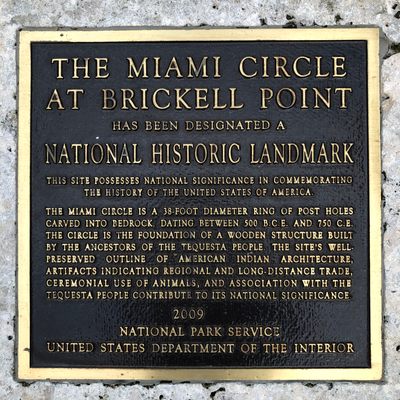 THE MIAMI CIRCLE
AT BRICKELL POINT
HAS BEEN DESIGNATED A
NATIONAL HISTORIC LANDMARK
THIS SITE POSSESSES NATIONAL SIGNIFICANCE IN COMMEMORATING
THE HISTORY OF THE UNITED STATES OF AMERICA.
THE MIAMI CIRCLE IS A 38-FOOT DIAMETER RING OF POST HOLES
CARVED INTO BEDROCK, DATING BETWEEN 500 B.C.E. AND 750 C.E.
THE CIRCLE IS THE FOUNDATION OF A WOODEN STRUCTURE BUILT
BY THE ANCESTORS OF THE TEQUESTA PEOPLE. THE SITE'S WELL-
PRESERVED OUTLINE OF AMERICAN INDIAN ARCHITECTURE,
ARTIFACTS INDICATING REGIONAL AND LONG-DISTANCE TRADE,
CEREMONIAL USE OF ANIMALS, AND ASSOCIATION WITH THE
TEQUESTA PEOPLE CONTRIBUTE TO ITS NATIONAL SIGNIFICANCE.
2009
NATIONAL PARK SERVICE
UNITED STATES DEPARTMENT OF THE INTERIOR